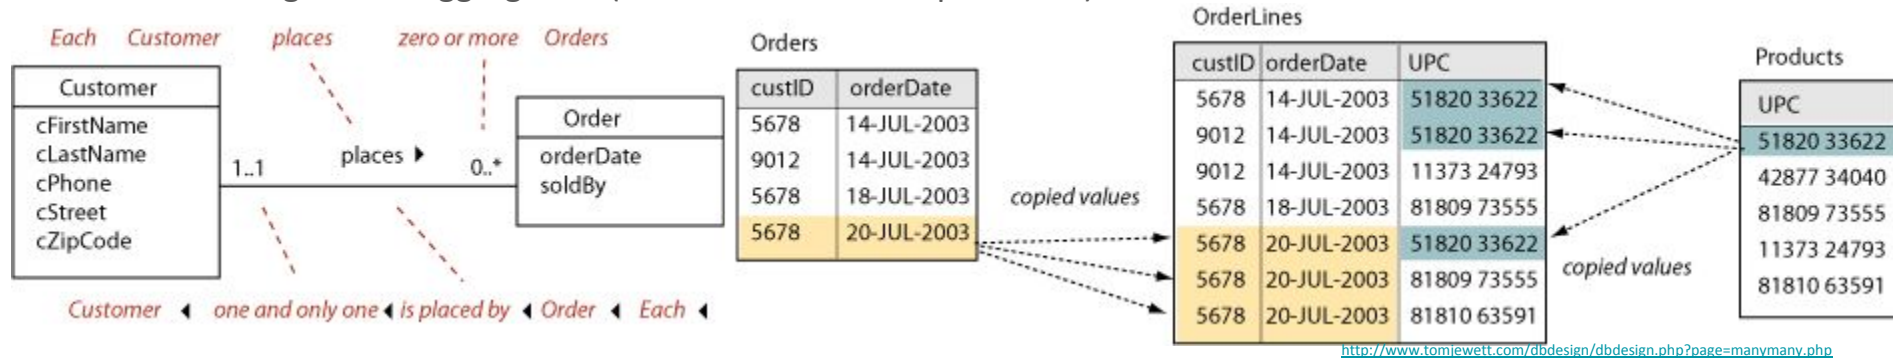 Each Customer places zero or more Orders
Customer
cFirstName
cLastName
cPhone
cStreet
cZipCode
1..1
places
0..*
Order
orderDate
soldBy
Customer one and only one is placed by Order Each
Orders
custID orderDate
5678 14-JUL-2003
9012 14-JUL-2003
5678 18-JUL-2003
5678 20-JUL-2003
copied values
OrderLines
custID orderDate UPC
5678 14-JUL-2003 51820 33622
9012 14-JUL-2003 51820 33622
9012 14-JUL-2003 11373 24793
5678 18-JUL-2003 81809 73555
5678 20-JUL-2003 51820 33622
5678 20-JUL-2003 81809 73555
5678 20-JUL-2003 81810 63591
copied values
Products
UPC
51820 33622
42877 34040
81809 73555
11373 24793
81810 63591
http://www.tomjewett.com/dbdesign/dbdesign.php?page=manymany.php